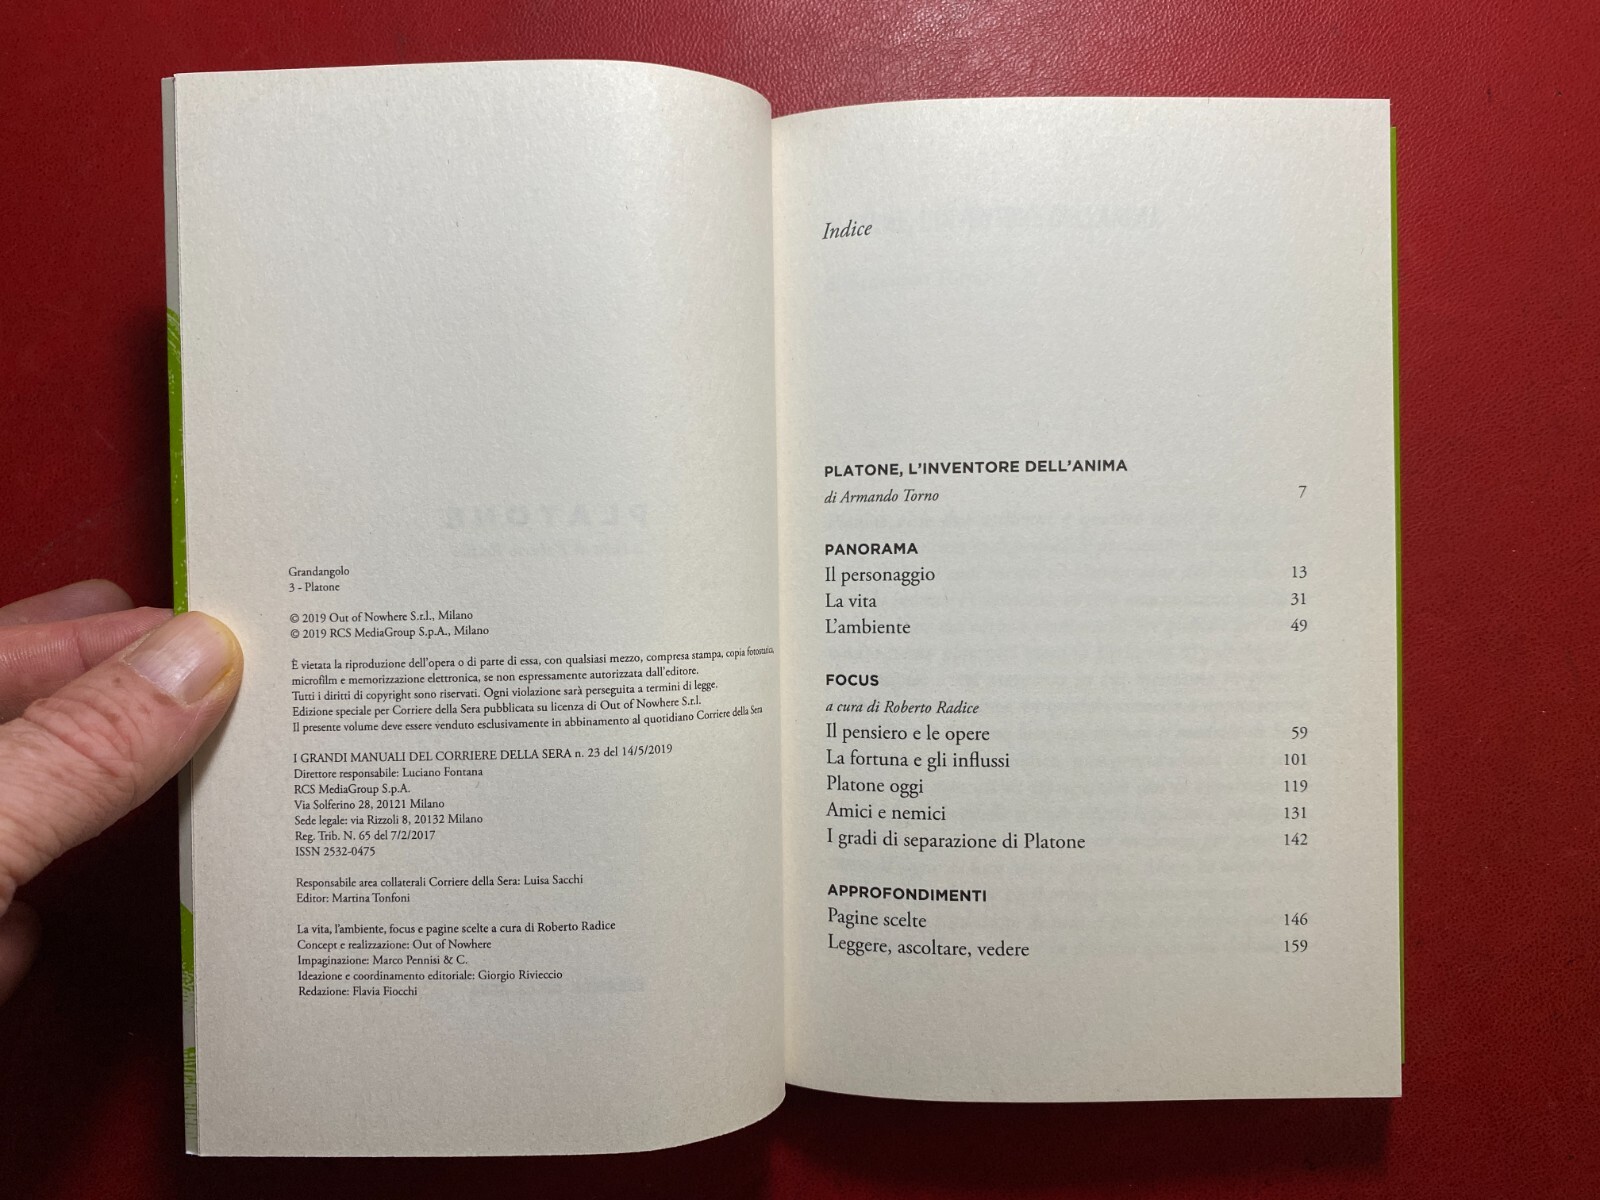 Grandangolo
3 - Platone
© 2019 Out of Nowhere S.r.l., Milano
© 2019 RCS MediaGroup S.p.A., Milano
È vietata la riproduzione dell'opera o di parte di essa, con qualsiasi mezzo, compresa stampa, copia fotostatica,
microfilm e memorizzazione elettronica, se non espressamente autorizzata dall'editore.
Tutti i diritti di copyright sono riservati. Ogni violazione sarà perseguita a termini di legge.
Edizione speciale per Corriere della Sera pubblicata su licenza di Out of Nowhere S.r.l.
Il presente volume deve essere venduto esclusivamente in abbinamento al quotidiano Corriere della Sera
I GRANDI MANUALI DEL CORRIERE DELLA SERA n. 23 del 14/5/2019
Direttore responsabile: Luciano Fontana
RCS MediaGroup S.p.A.
Via Solferino 28, 20121 Milano
Sede legale: via Rizzoli 8, 20132 Milano
Reg. Trib. N. 65 del 7/2/2017
ISSN 2532-0475
Responsabile area collaterali Corriere della Sera: Luisa Sacchi
Editor: Martina Tonfoni
La vita, l'ambiente, focus e pagine scelte a cura di Roberto Radice
Concept e realizzazione: Out of Nowhere
Impaginazione: Marco Pennisi & C.
Ideazione e coordinamento editoriale: Giorgio Rivieccio
Redazione: Flavia Fiocchi
Indice
PLATONE, L'INVENTORE DELL'ANIMA
di Armando Torno 7
PANORAMA
Il personaggio 13
La vita 31
L'ambiente 49
FOCUS
a cura di Roberto Radice
Il pensiero e le opere 59
La fortuna e gli influssi 101
Platone oggi 119
Amici e nemici 131
I gradi di separazione di Platone 142
APPROFONDIMENTI
Pagine scelte 146
Leggere, ascoltare, vedere 159